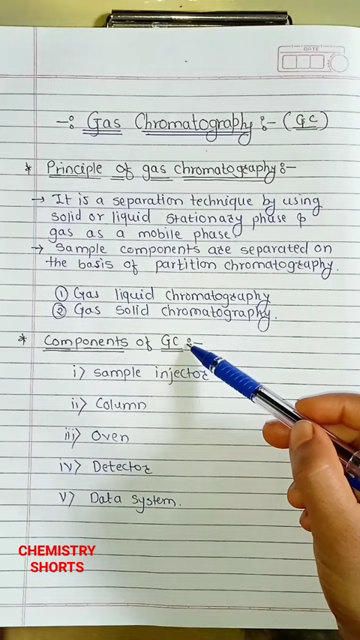 DATE
-: Gas Chromatography :- (GC)
* Principle of gas chromatography :-
→ It is a separation technique by using
solid or liquid stationary phase &
gas as a mobile phase
→ Sample components are separated on
the basis of partition chromatography.
① Gas liquid chromatography
② Gas solid chromatography.
* Components of GC :-
i) sample injector
ii) Column
iii) Oven
iv) Detector
v) Data system.
CHEMISTRY
SHORTS